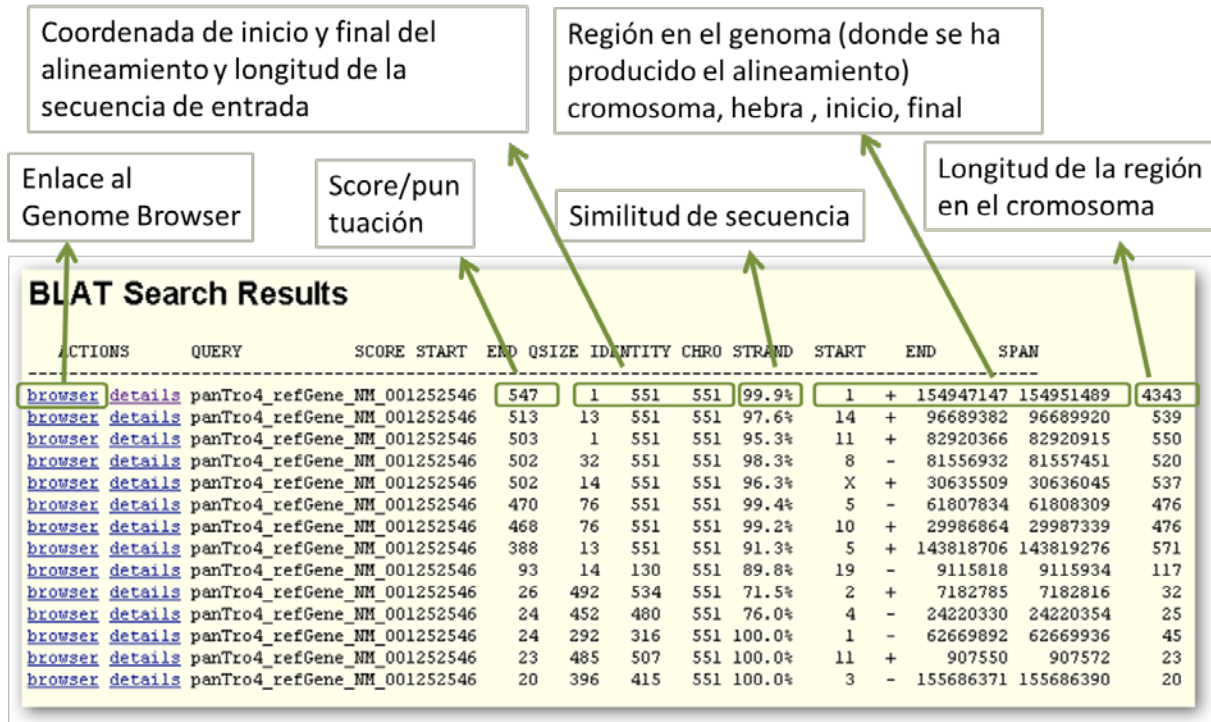 Coordenada de inicio y final del
alineamiento y longitud de la
secuencia de entrada
Región en el genoma (donde se ha
producido el alineamiento)
cromosoma, hebra , inicio, final
Enlace al
Genome Browser
Score/pun
tuación
Similitud de secuencia
Longitud de la región
en el cromosoma
BLAT Search Results
ACTIONS QUERY SCORE START END QSIZE IDENTITY CHRO STRAND START END SPAN
browser details panTro4_refGene_NM_001252546 547 1 551 551 99.9% 1 + 154947147 154951489 4343
browser details panTro4_refGene_NM_001252546 513 13 551 551 97.6% 14 + 96689382 96689920 539
browser details panTro4_refGene_NM_001252546 503 1 551 551 95.3% 11 + 82920366 82920915 550
browser details panTro4_refGene_NM_001252546 502 32 551 551 98.3% 8 - 81556932 81557451 520
browser details panTro4_refGene_NM_001252546 502 14 551 551 96.3% X + 30635509 30636045 537
browser details panTro4_refGene_NM_001252546 470 76 551 551 99.4% 5 - 61807834 61808309 476
browser details panTro4_refGene_NM_001252546 468 76 551 551 99.2% 10 + 29986864 29987339 476
browser details panTro4_refGene_NM_001252546 388 13 551 551 91.3% 5 + 143818706 143819276 571
browser details panTro4_refGene_NM_001252546 93 14 130 551 89.8% 19 - 9115818 9115934 117
browser details panTro4_refGene_NM_001252546 26 492 534 551 71.5% 2 + 7182785 7182816 32
browser details panTro4_refGene_NM_001252546 24 452 480 551 76.0% 4 - 24220330 24220354 25
browser details panTro4_refGene_NM_001252546 24 292 316 551 100.0% 1 - 62669892 62669936 45
browser details panTro4_refGene_NM_001252546 23 485 507 551 100.0% 11 + 907550 907572 23
browser details panTro4_refGene_NM_001252546 20 396 415 551 100.0% 3 - 155686371 155686390 20